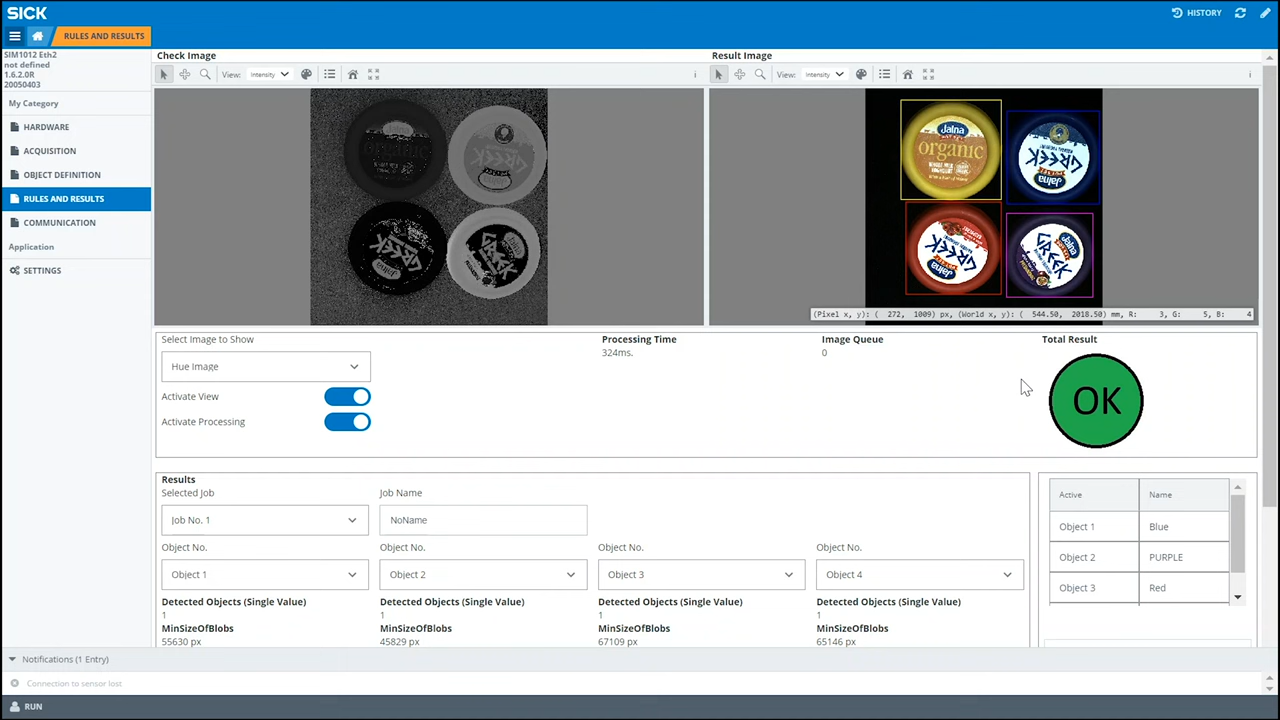 SICK
HISTORY
RULES AND RESULTS
SIM1012 Eth2
not defined
1.6.2.0R
20050403
My Category
HARDWARE
ACQUISITION
OBJECT DEFINITION
RULES AND RESULTS
COMMUNICATION
Application
SETTINGS
Check Image
View: Intensity
i
Result Image
View: Intensity
i
Jalna
organic
GREEK
Jalna
GREEK
Jalna
Jalna
GREEK
(Pixel x, y): ( 272, 1009) px, (World x, y): ( 544.50, 2018.50) mm, R: 3, G: 5, B: 4
Select Image to Show
Hue Image
Activate View
Activate Processing
Processing Time
324ms.
Image Queue
0
Total Result
OK
Results
Selected Job Job Name
Job No. 1 NoName
Object No. Object No. Object No. Object No.
Object 1 Object 2 Object 3 Object 4
Detected Objects (Single Value) Detected Objects (Single Value) Detected Objects (Single Value) Detected Objects (Single Value)
1 1 1 1
MinSizeOfBlobs MinSizeOfBlobs MinSizeOfBlobs MinSizeOfBlobs
55630 px 45829 px 67109 px 65146 px
Active Name
Object 1 Blue
Object 2 PURPLE
Object 3 Red
Notifications (1 Entry)
Connection to sensor lost
RUN